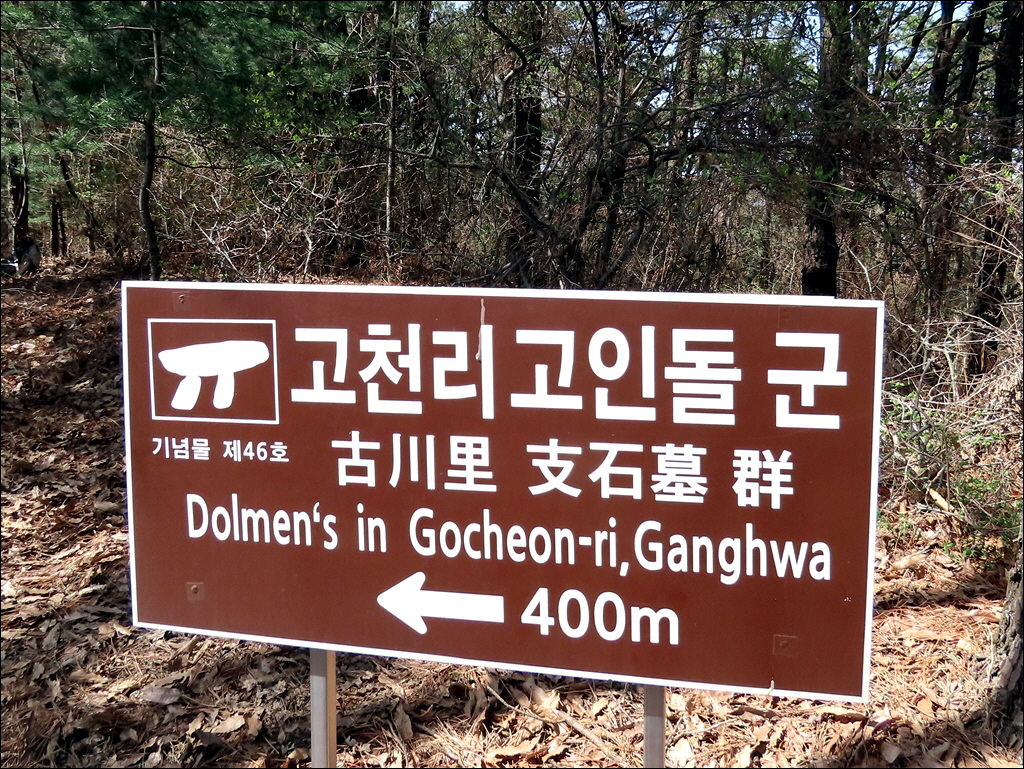 고천리 고인돌 군
기념물 제46호
古川里 支石墓 群
Dolmen‘s in Gocheon-ri,Ganghwa
400m